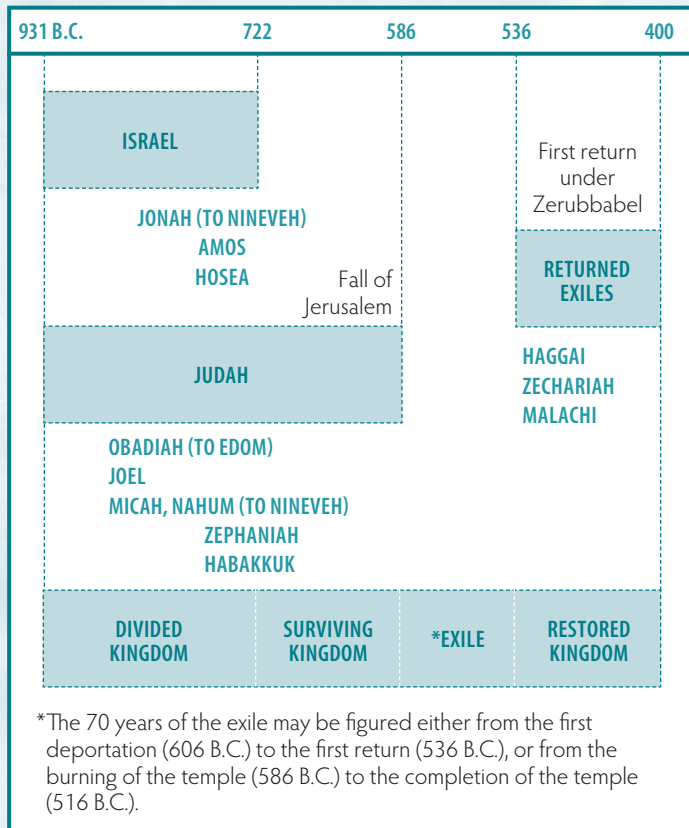 931 B.C. 722 586 536 400
ISRAEL
First return
under
Zerubbabel
JONAH (TO NINEVEH)
AMOS
HOSEA
Fall of
Jerusalem
RETURNED
EXILES
JUDAH
HAGGAI
ZECHARIAH
MALACHI
OBADIAH (TO EDOM)
JOEL
MICAH, NAHUM (TO NINEVEH)
ZEPHANIAH
HABAKKUK
DIVIDED
KINGDOM
SURVIVING
KINGDOM
*EXILE
RESTORED
KINGDOM
*The 70 years of the exile may be figured either from the first
deportation (606 B.C.) to the first return (536 B.C.), or from the
burning of the temple (586 B.C.) to the completion of the temple
(516 B.C.).